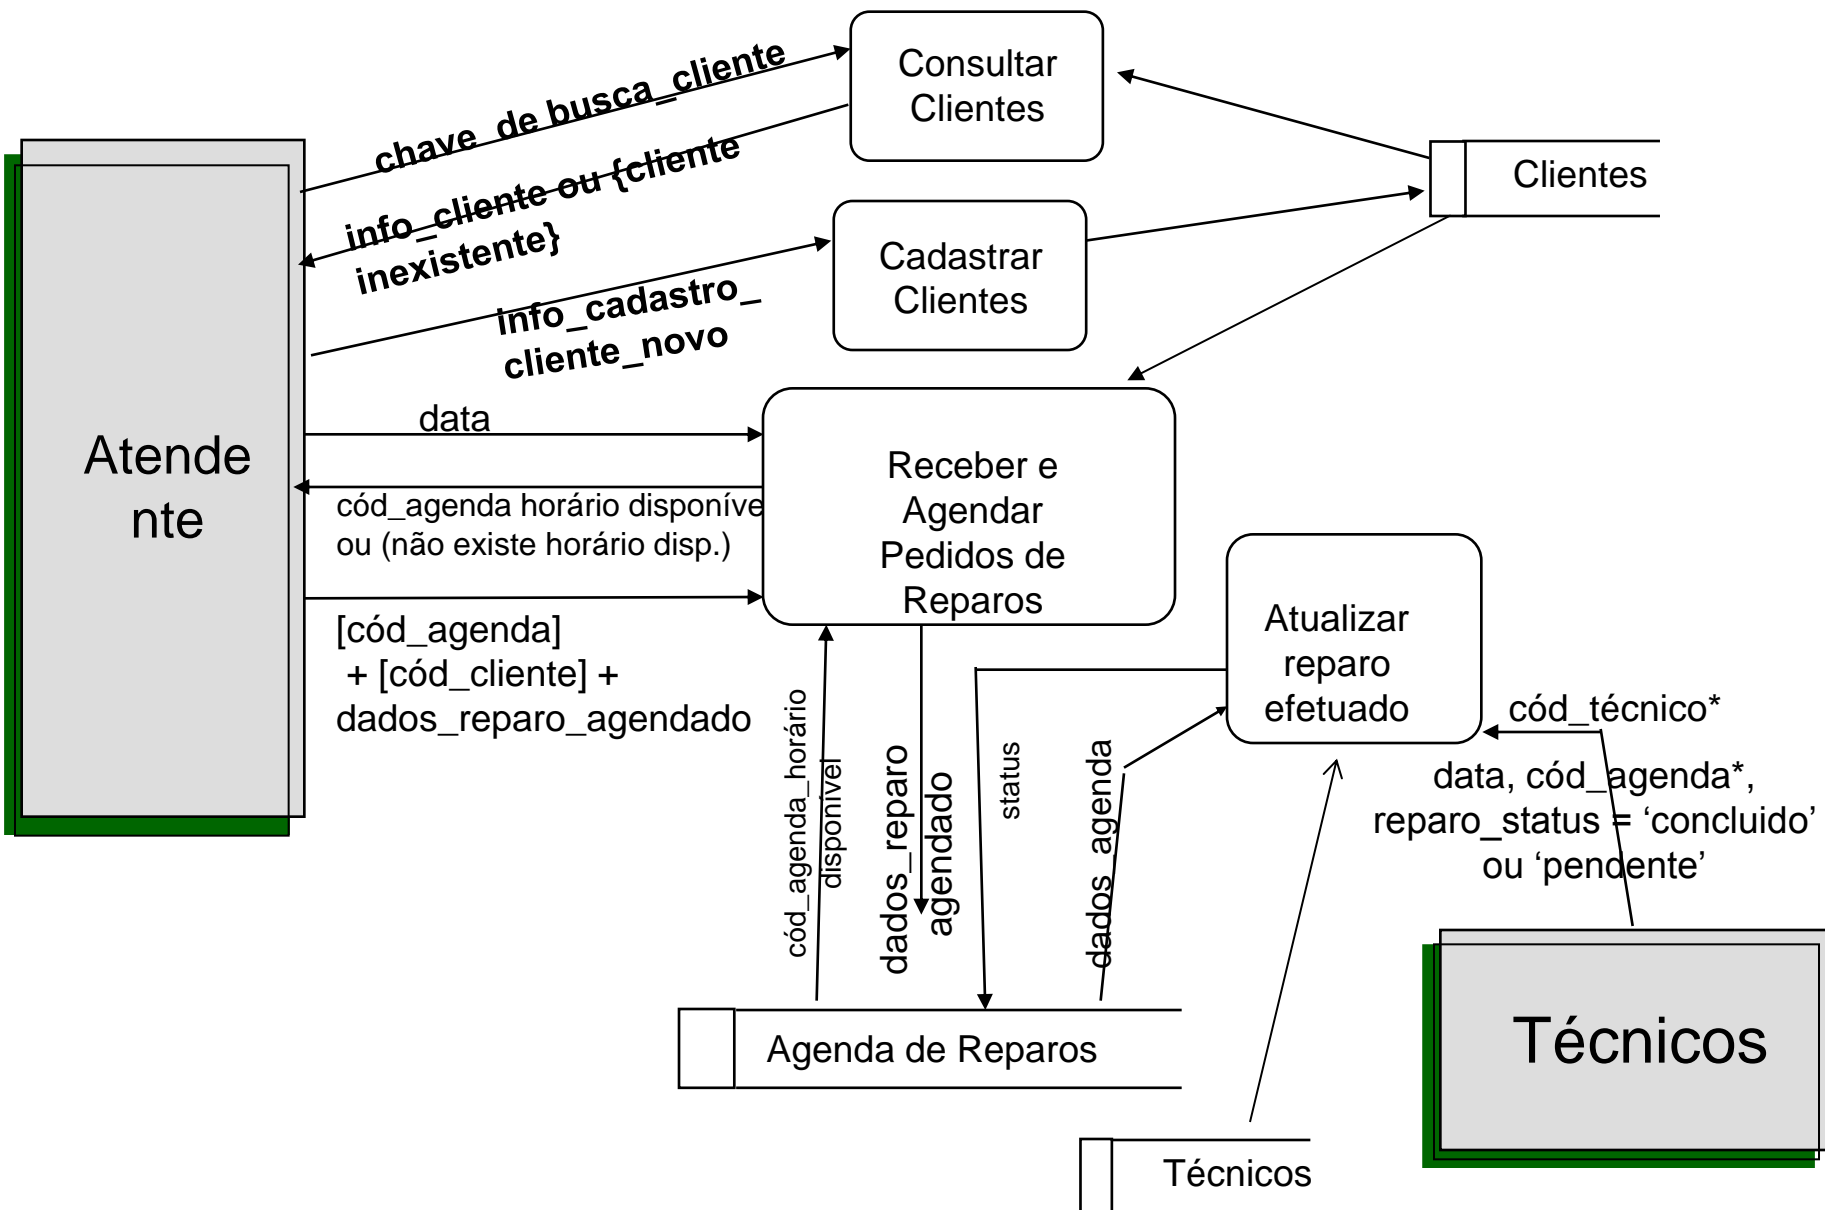 Consultar
Clientes
chave_de busca_cliente
info_cliente ou {cliente
inexistente}
Clientes
Cadastrar
Clientes
info_cadastro_
cliente_novo
Atende
nte
data
cód_agenda horário disponíve
ou (não existe horário disp.)
[cód_agenda]
+ [cód_cliente] +
dados_reparo_agendado
Receber e
Agendar
Pedidos de
Reparos
Atualizar
reparo
efetuado
cód_técnico*
data, cód_agenda*,
reparo_status = ‘concluido’
ou ‘pendente’
cód_agenda_horário
disponível
dados_reparo
agendado
status
dados_agenda
Agenda de Reparos
Técnicos
Técnicos